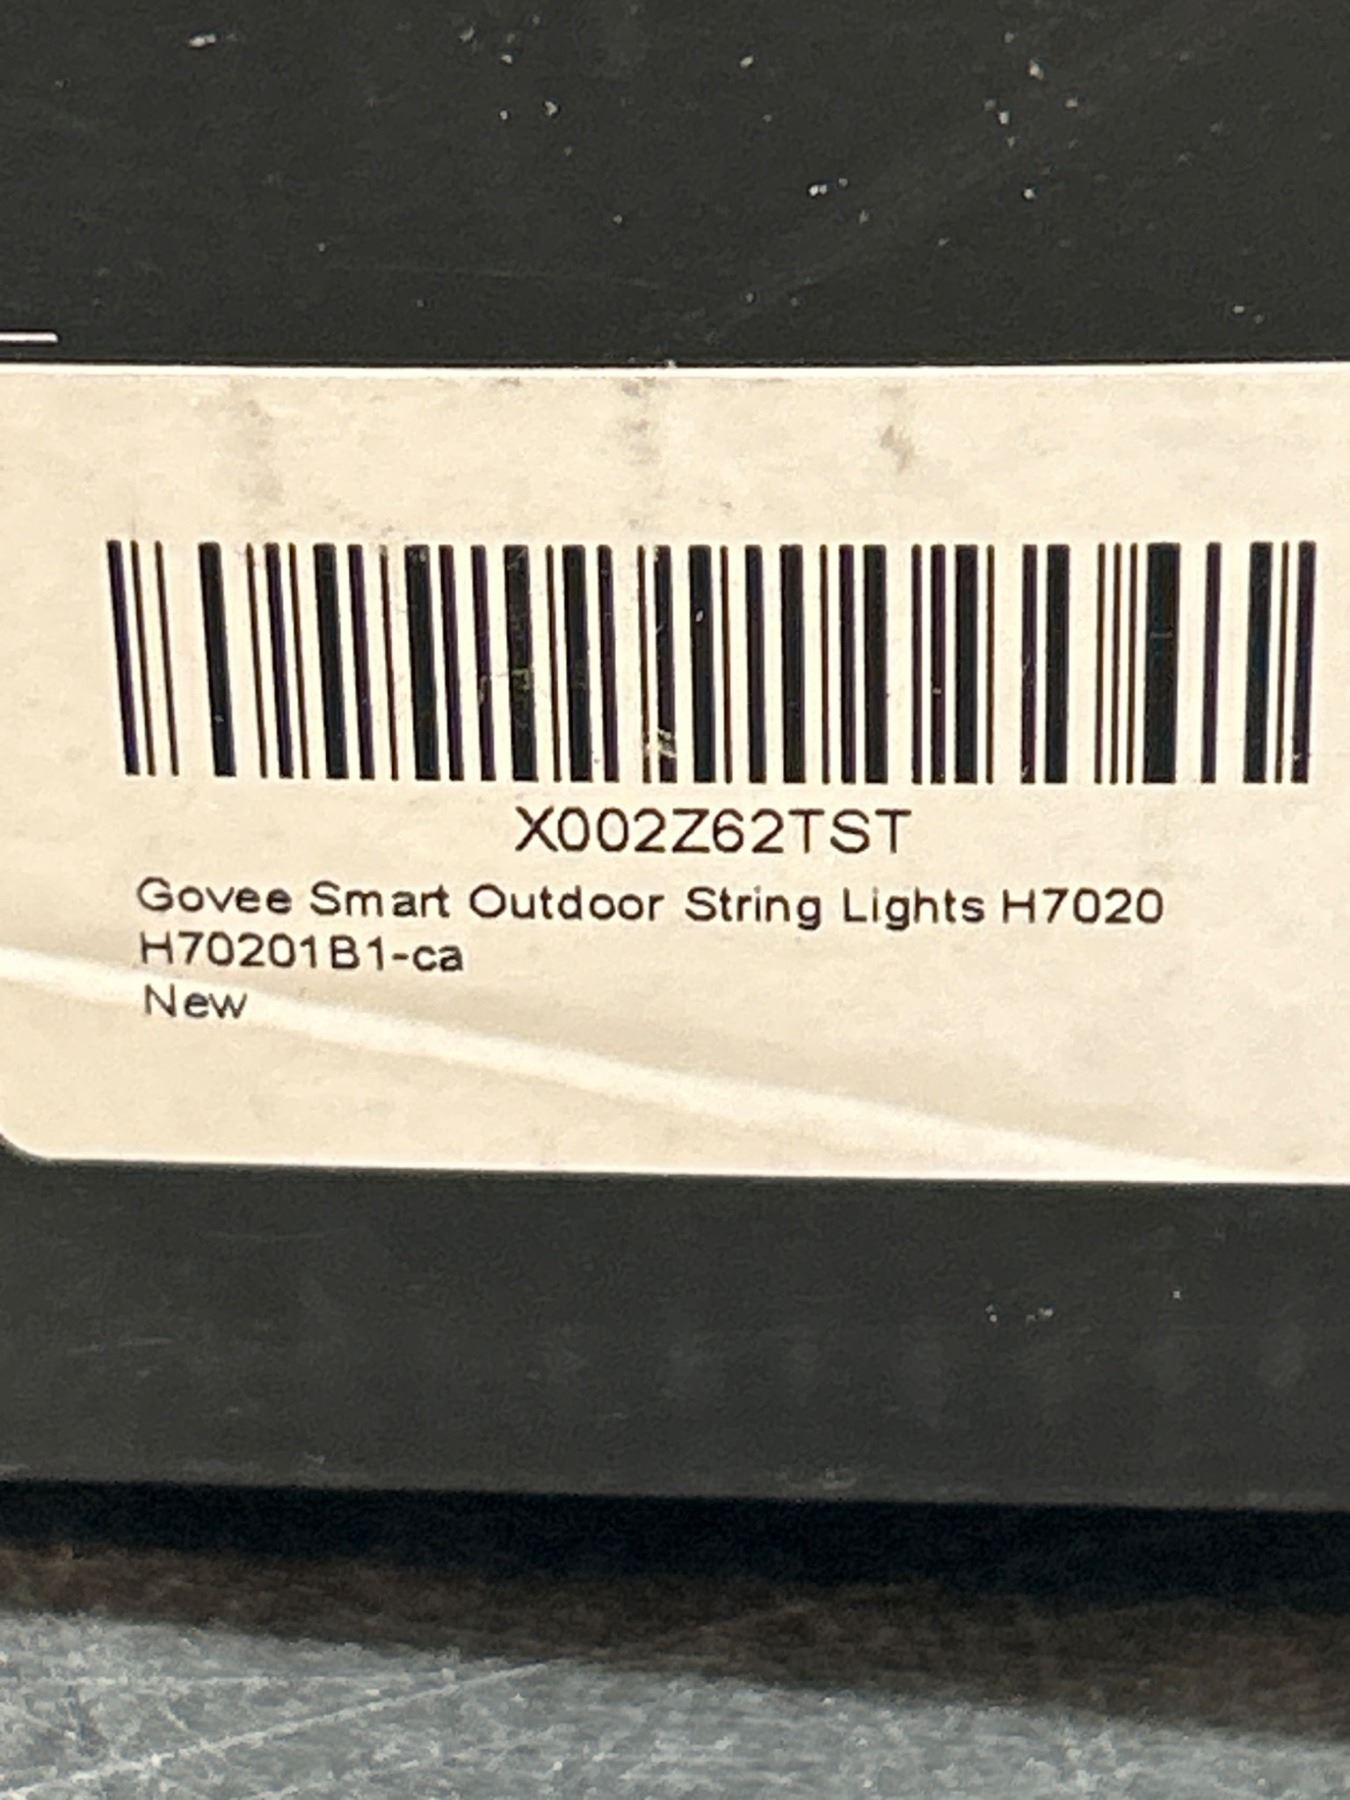 X002Z62TST
Govee Smart Outdoor String Lights H7020
H70201B1-ca
New